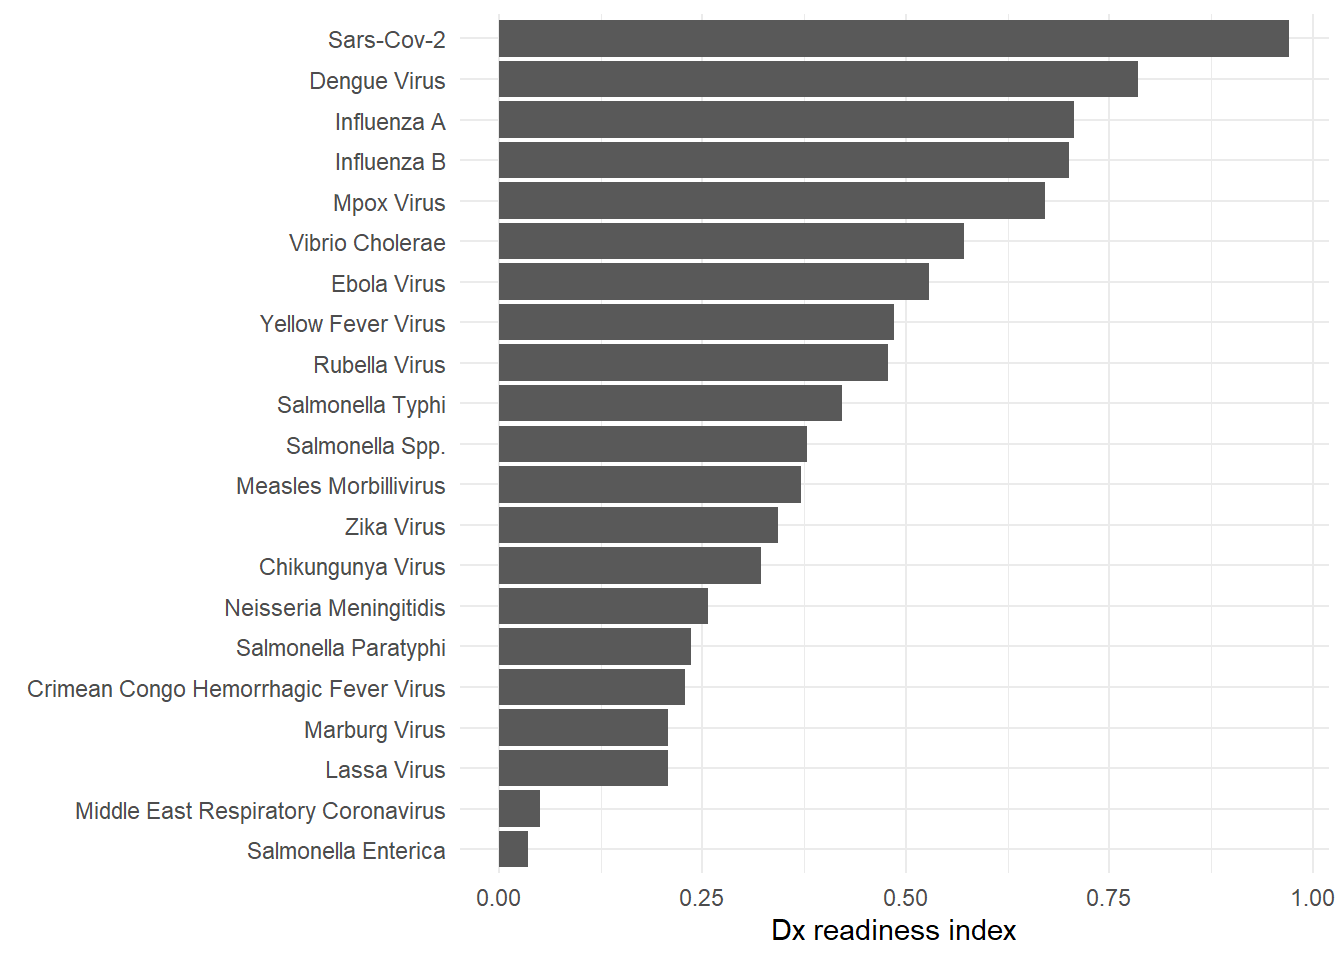 Sars-Cov-2
Dengue Virus
Influenza A
Influenza B
Mpox Virus
Vibrio Cholerae
Ebola Virus
Yellow Fever Virus
Rubella Virus
Salmonella Typhi
Salmonella Spp.
Measles Morbillivirus
Zika Virus
Chikungunya Virus
Neisseria Meningitidis
Salmonella Paratyphi
Crimean Congo Hemorrhagic Fever Virus
Marburg Virus
Lassa Virus
Middle East Respiratory Coronavirus
Salmonella Enterica
0.00 0.25 0.50 0.75 1.00
Dx readiness index